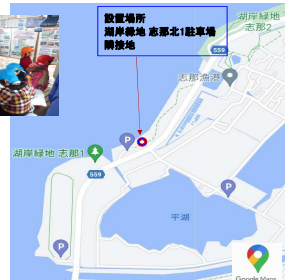 設置場所
湖岸緑地 志那北1駐車場
隣接地
湖岸緑地
志那2
559
志那漁港
P
湖岸緑地 志那1
559
P
平湖
P
Google Maps